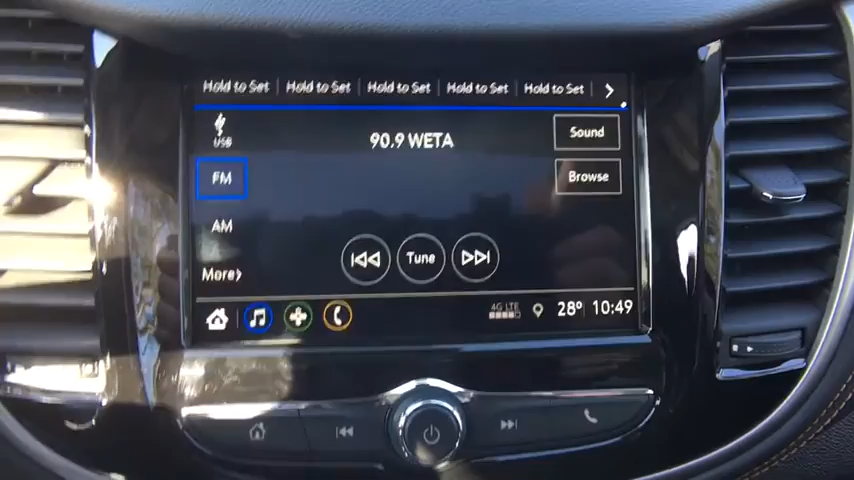 Hold to Set Hold to Set Hold to Set Hold to Set Hold to Set
USB
90.9 WETA
Sound
FM
Browse
AM
Tune
More
4G LTE
28° 10:49